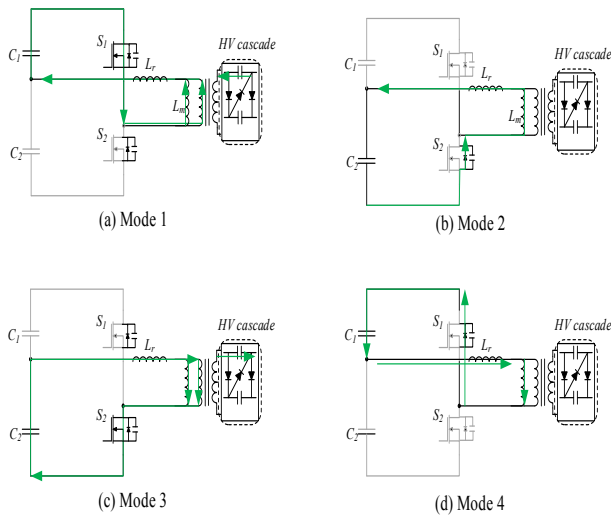 HV cascade
C1
S1
Lr
Lm
S2
C2
(a) Mode 1
HV cascade
C1
S1
Lr
Lm
S2
C2
(b) Mode 2
HV cascade
C1
S1
Lr
S2
C2
(c) Mode 3
HV cascade
C1
S1
Lr
S2
C2
(d) Mode 4